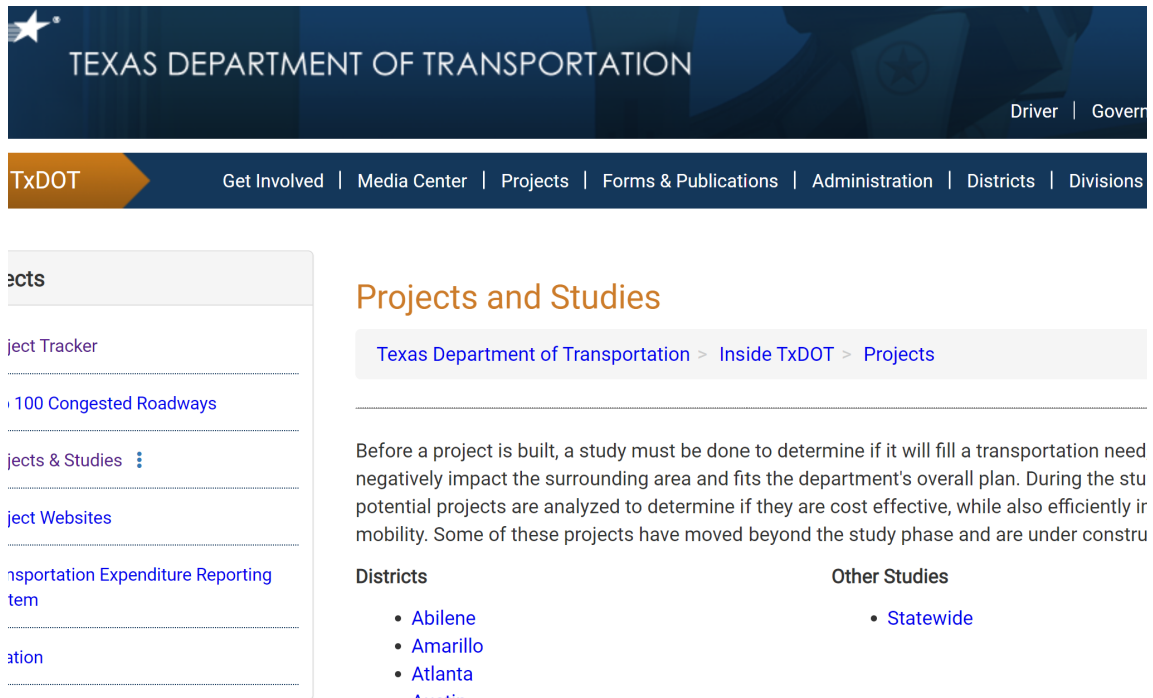 TEXAS DEPARTMENT OF TRANSPORTATION
Driver | Govern
TxDOT
Get Involved | Media Center | Projects | Forms & Publications | Administration | Districts | Divisions
ects
ject Tracker
100 Congested Roadways
jects & Studies
ject Websites
nsportation Expenditure Reporting
tem
ation
Projects and Studies
Texas Department of Transportation > Inside TxDOT > Projects
Before a project is built, a study must be done to determine if it will fill a transportation need
negatively impact the surrounding area and fits the department's overall plan. During the stu
potential projects are analyzed to determine if they are cost effective, while also efficiently
mobility. Some of these projects have moved beyond the study phase and are under constru
Districts
• Abilene
• Amarillo
• Atlanta
Other Studies
• Statewide